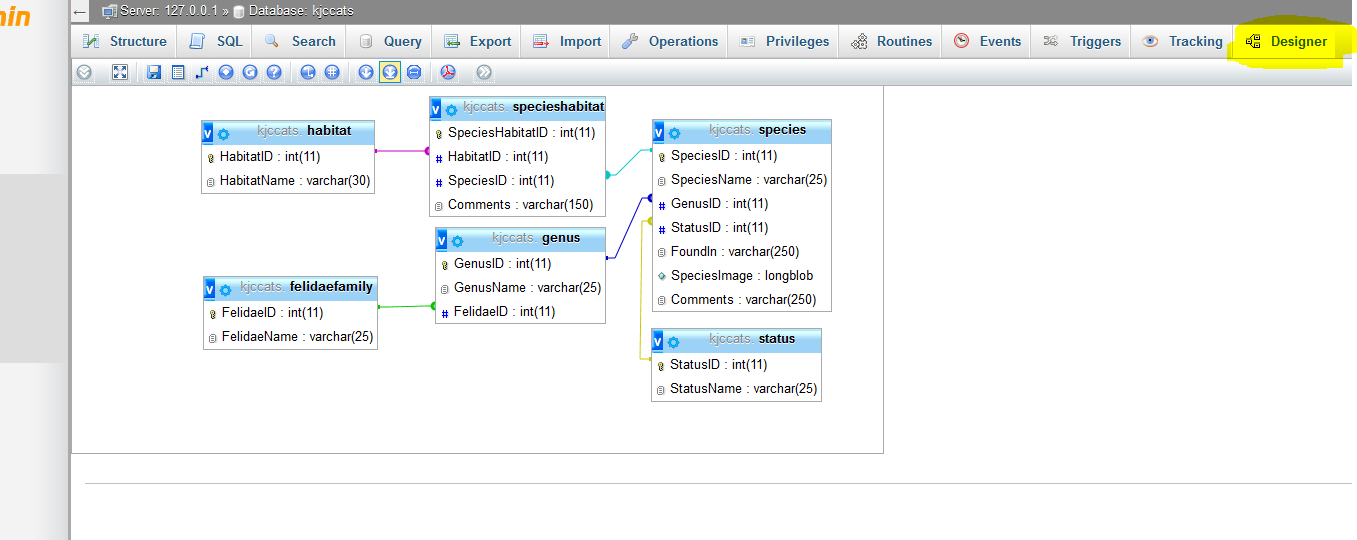 min
← Server: 127.0.0.1 » Database: kjccats
Structure SQL Search Query Export Import Operations Privileges Routines Events Triggers Tracking Designer
v kjccats. habitat
HabitatID : int(11)
HabitatName : varchar(30)
v kjccats. specieshabitat
SpeciesHabitatID : int(11)
# HabitatID : int(11)
# SpeciesID : int(11)
Comments : varchar(150)
v kjccats. species
SpeciesID : int(11)
SpeciesName : varchar(25)
# GenusID : int(11)
# StatusID : int(11)
FoundIn : varchar(250)
SpeciesImage : longblob
Comments : varchar(250)
v kjccats. genus
GenusID : int(11)
GenusName : varchar(25)
# FelidaeID : int(11)
v kjccats. felidaefamily
FelidaeID : int(11)
FelidaeName : varchar(25)
v kjccats. status
StatusID : int(11)
StatusName : varchar(25)